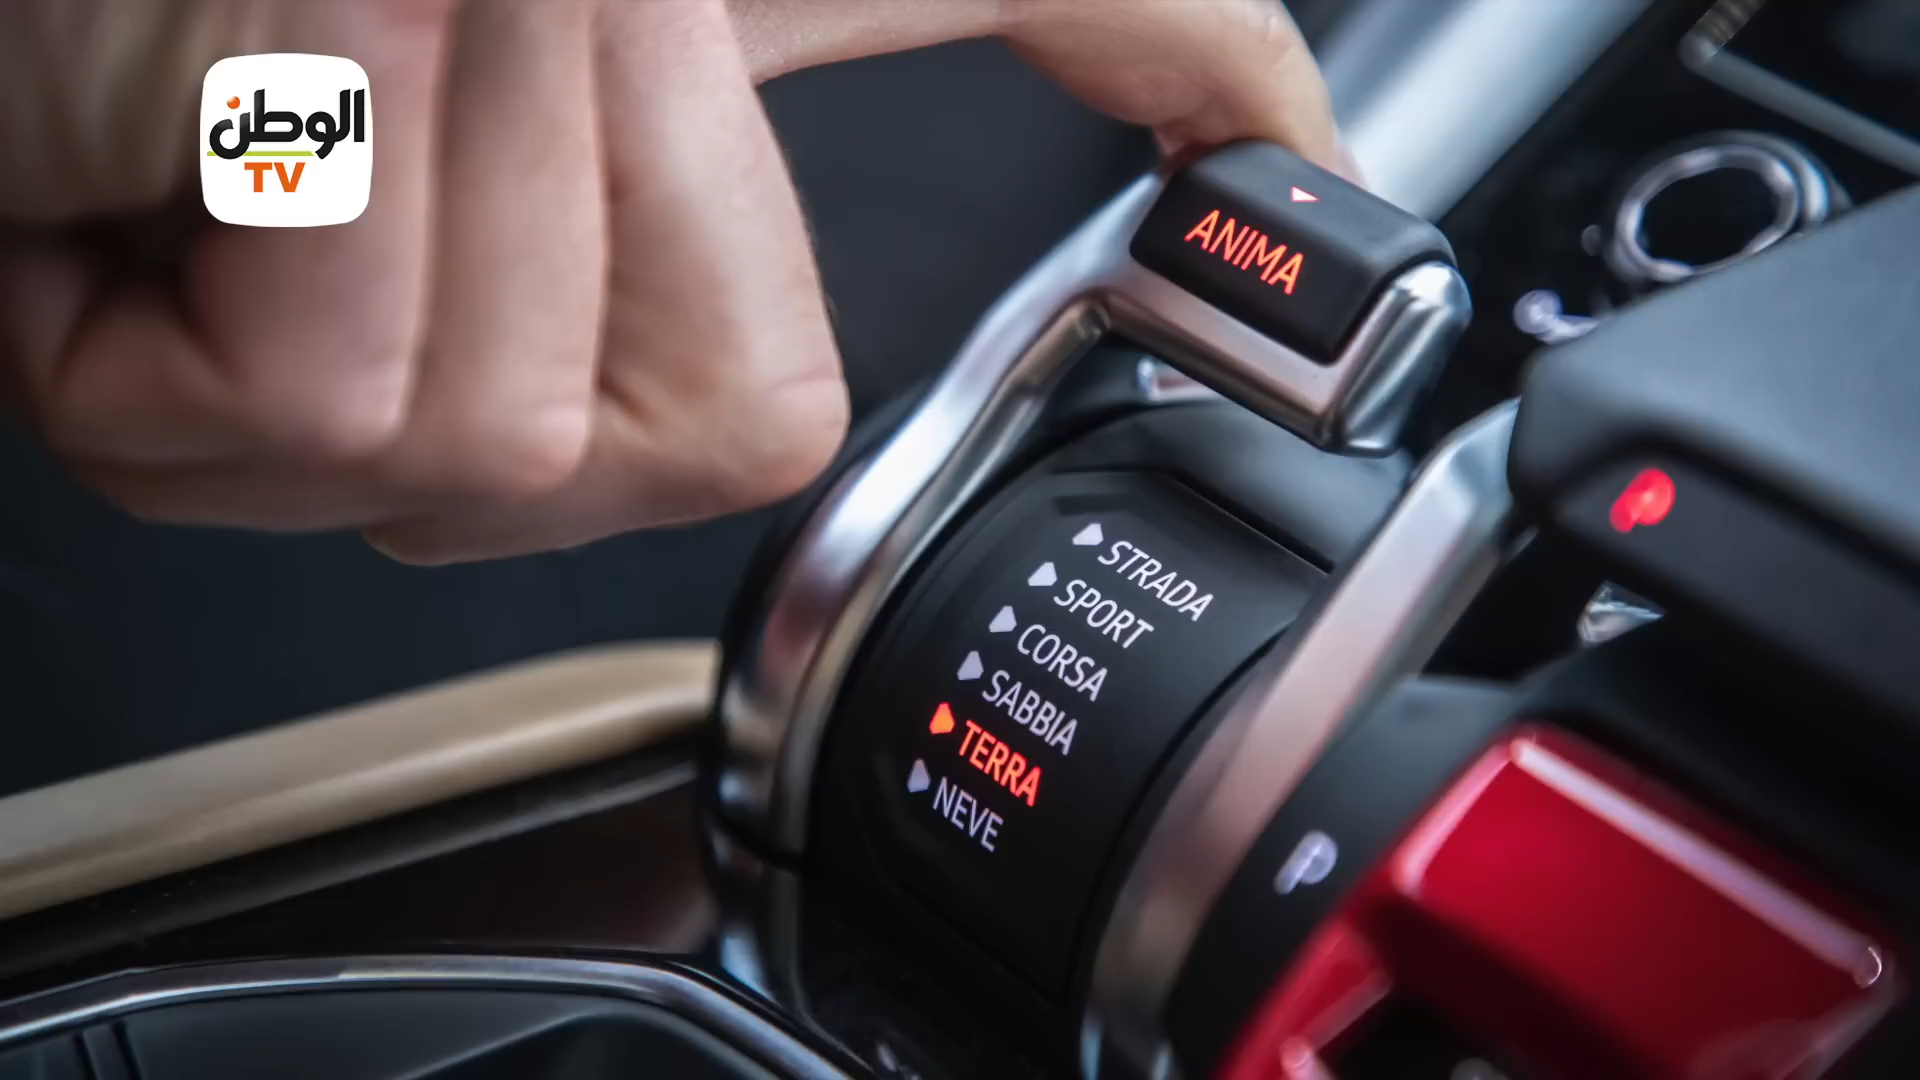 الوطن
TV
ANIMA
P
STRADA
SPORT
CORSA
SABBIA
TERRA
NEVE
P